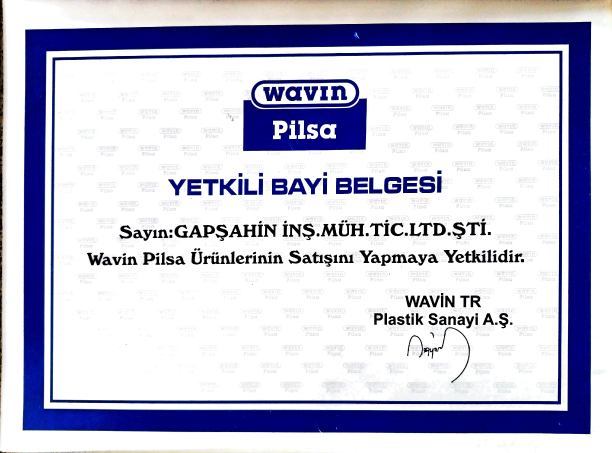 wavin
Pilsa
YETKİLİ BAYİ BELGESİ
Sayın:GAPŞAHİN İNŞ.MÜH.TİC.LTD.ŞTİ.
Wavin Pilsa Ürünlerinin Satışını Yapmaya Yetkilidir.
WAVİN TR
Plastik Sanayi A.Ş.